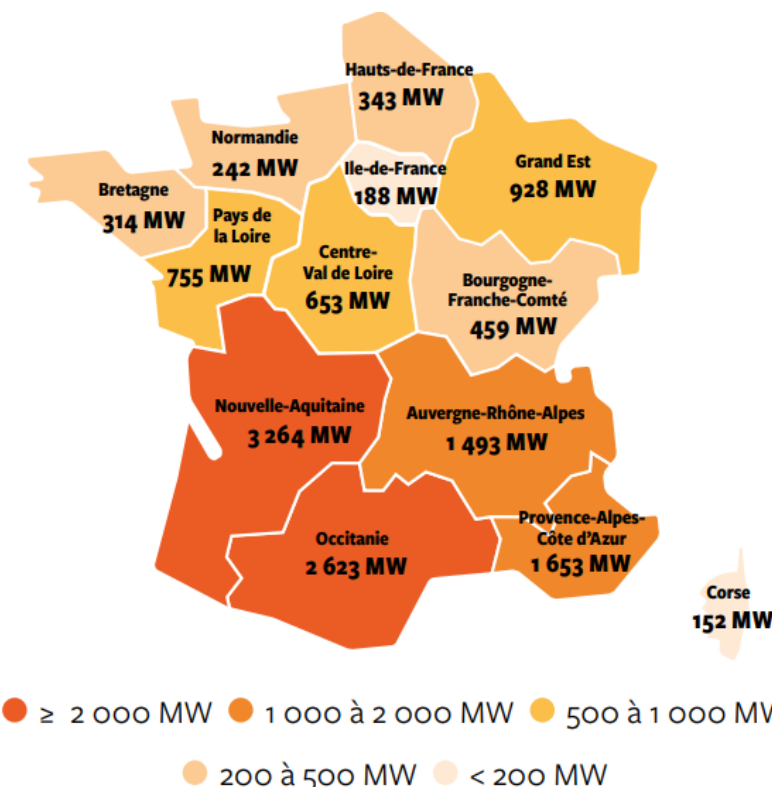 Hauts-de-France
343 MW
Normandie
242 MW
Ile-de-France
188 MW
Grand Est
928 MW
Bretagne
314 MW
Pays de
la Loire
755 MW
Centre-
Val de Loire
653 MW
Bourgogne-
Franche-Comté
459 MW
Nouvelle-Aquitaine
3 264 MW
Auvergne-Rhône-Alpes
1 493 MW
Occitanie
2 623 MW
Provence-Alpes-
Côte d'Azur
1 653 MW
Corse
152 MW
≥ 2 000 MW 1 000 à 2 000 MW 500 à 1 000 MW
200 à 500 MW < 200 MW